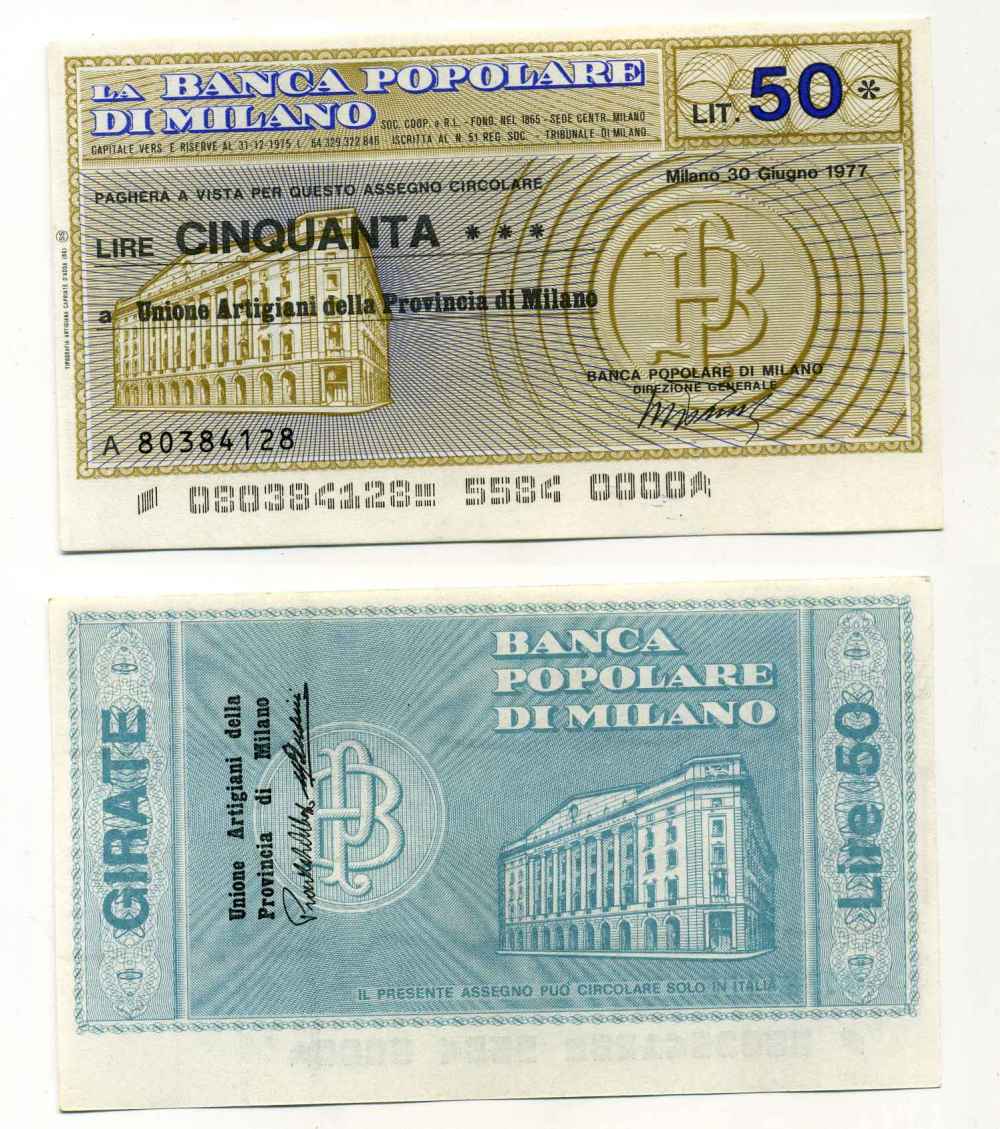 LA BANCA POPOLARE
DI MILANO SOC. COOP. a R.L. - FOND. NEL 1865 - SEDE CENTR. MILANO
CAPITALE VERS. E RISERVE AL 31-12-1975 L. 64.329.322.846 ISCRITTA AL N. 51 REG. SOC. - TRIBUNALE DI MILANO
LIT. 50*
Milano 30 Giugno 1977
PAGHERA A VISTA PER QUESTO ASSEGNO CIRCOLARE
LIRE CINQUANTA * * *
a Unione Artigiani della Provincia di Milano
BANCA POPOLARE DI MILANO
DIREZIONE GENERALE
A 80384128
080384128 5584 0000A
GIRATE
Unione Artigiani della
Provincia di Milano
BANCA
POPOLARE
DI MILANO
Lire 50
IL PRESENTE ASSEGNO PUÒ CIRCOLARE SOLO IN ITALIA